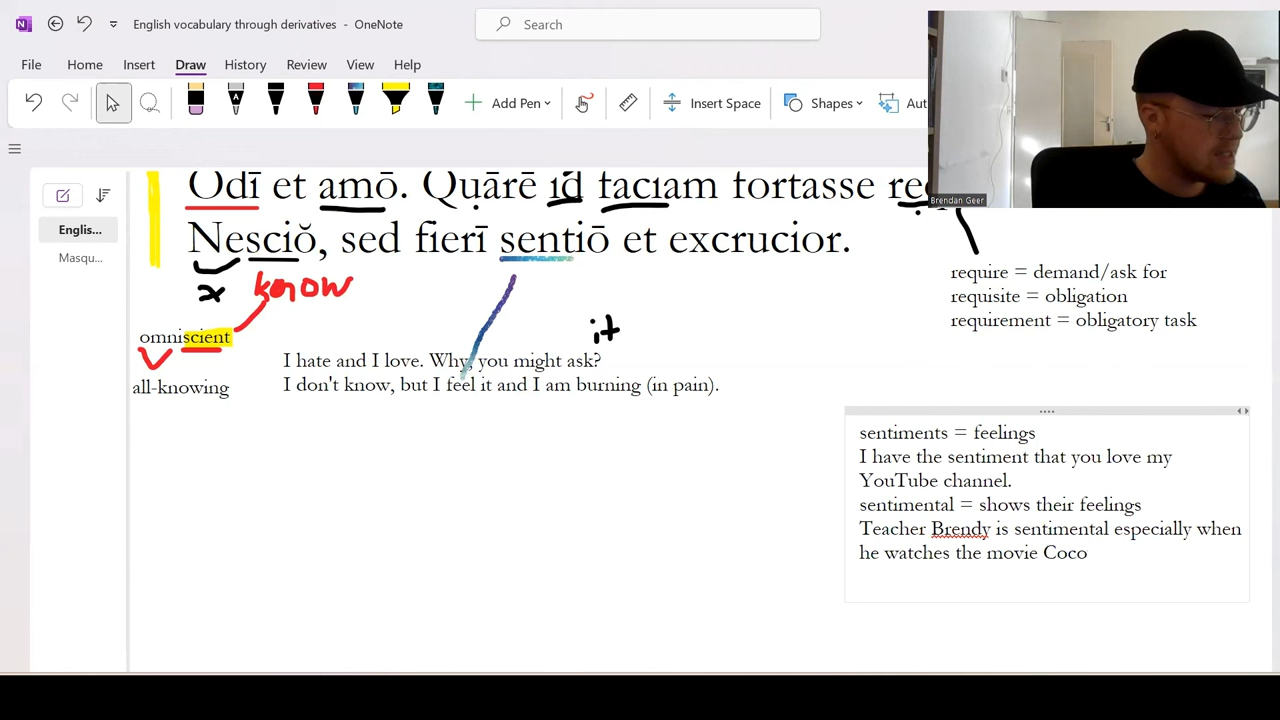 English vocabulary through derivatives - OneNote
Search
File Home Insert Draw History Review View Help
Add Pen Insert Space Shapes Aut
Odī et amō. Quārē id faciam fortasse
Nesciŏ, sed fierī sentiō et excrucior.
Brendan Geer
Englis...
Masqu...
x know
require = demand/ask for
requisite = obligation
requirement = obligatory task
omniscient
it
I hate and I love. Why, you might ask?
all-knowing
I don't know, but I feel it and I am burning (in pain).
sentiments = feelings
I have the sentiment that you love my
YouTube channel.
sentimental = shows their feelings
Teacher Brendy is sentimental especially when
he watches the movie Coco